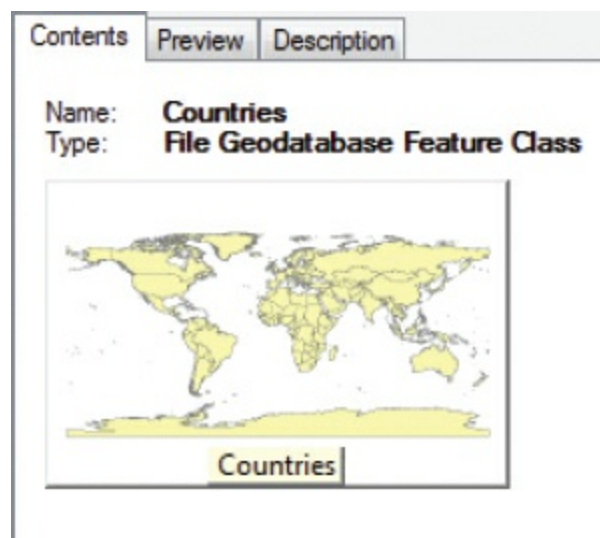 Contents Preview Description
Name: Countries
Type: File Geodatabase Feature Class
Countries